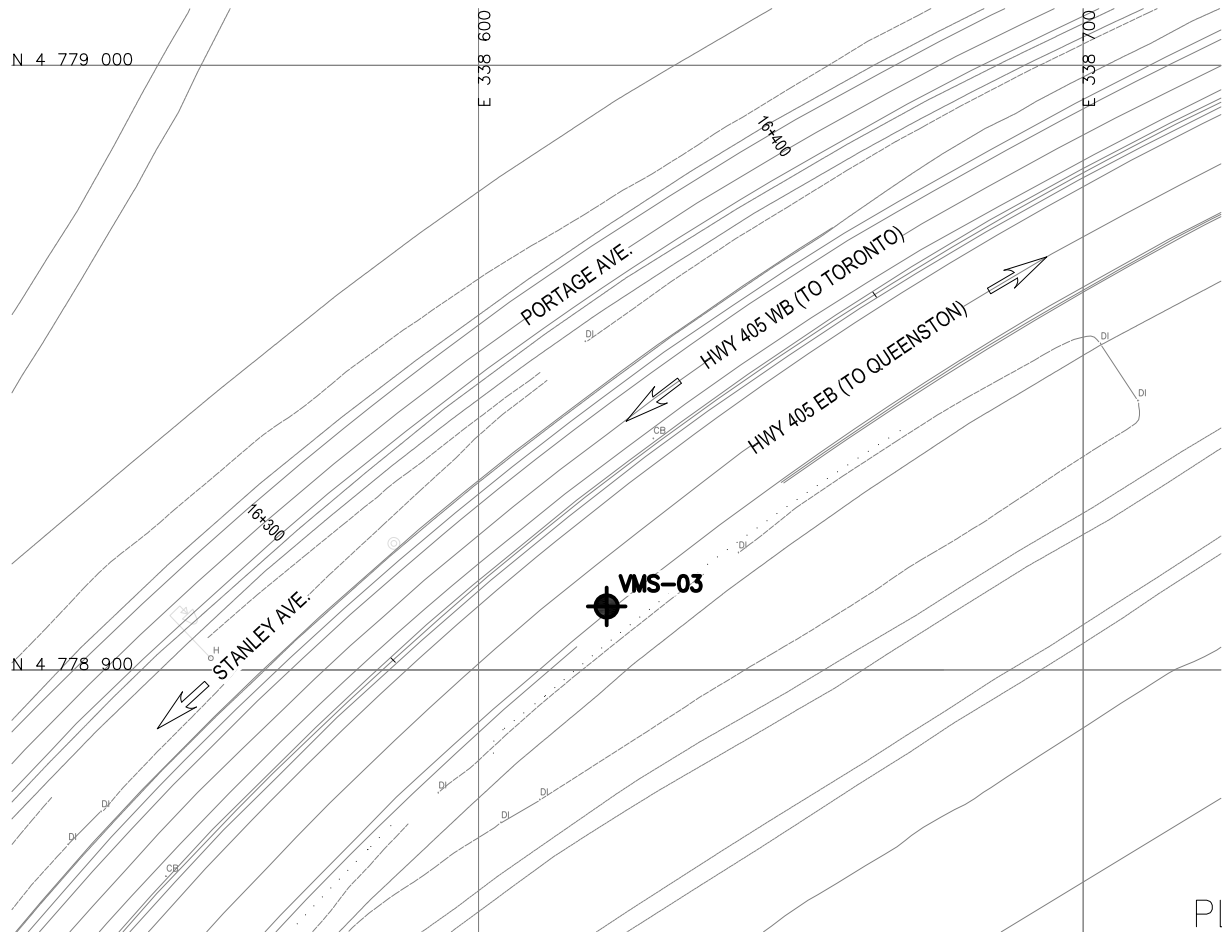 N 4 779 000
E 338 600
E 338 700
16+400
PORTAGE AVE.
HWY 405 WB (TO TORONTO)
HWY 405 EB (TO QUEENSTON)
DI
DI
DI
CB
16+300
DI
VMS-03
STANLEY AVE.
H
N 4 778 900
DI
DI
DI
DI
DI
CB